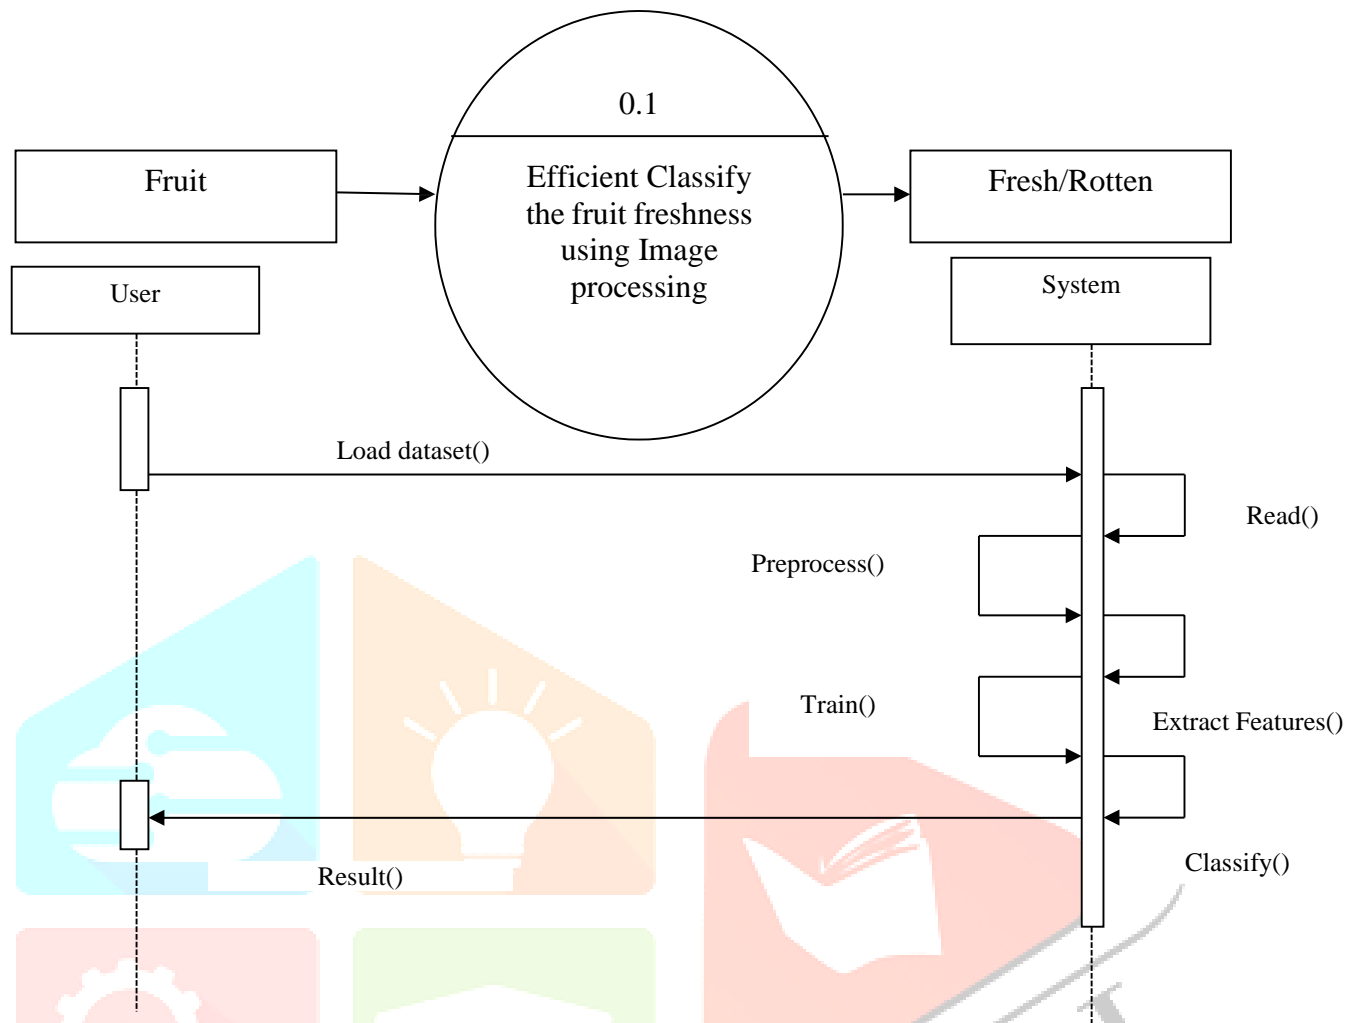 0.1
Fruit
Efficient Classify
the fruit freshness
using Image
processing
Fresh/Rotten
User
System
Load dataset()
Read()
Preprocess()
Train()
Extract Features()
Classify()
Result()